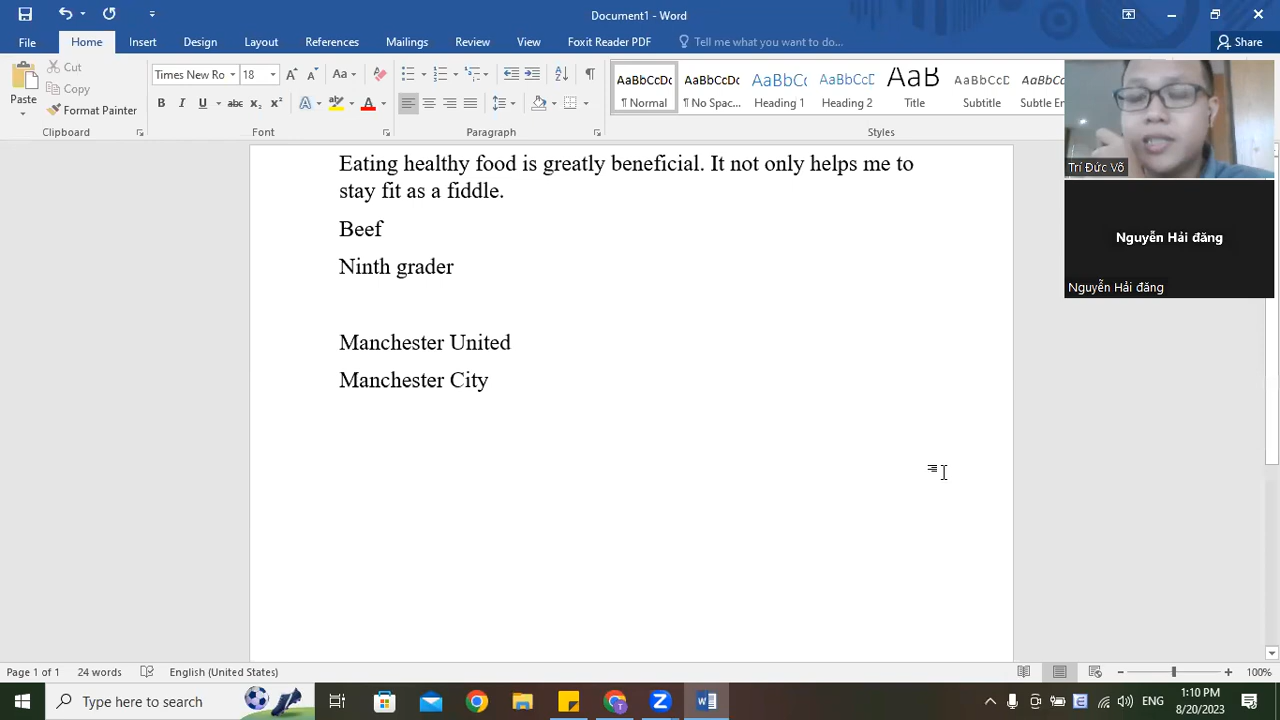 Document1 - Word
File Home Insert Design Layout References Mailings Review View Foxit Reader PDF Tell me what you want to do... Share
Paste
Cut
Copy
Format Painter
Clipboard
Times New Ro 18
Font
Paragraph
AaBbCcDc AaBbCcDc AaBbCc AaBbCcC AaB AaBbCcD AaBbCcD
¶ Normal ¶ No Spac... Heading Heading 2 Title Subtitle Subtle En
Styles
Trí Đức Võ
Nguyễn Hải đăng
Nguyễn Hải đăng
Eating healthy food is greatly beneficial. It not only helps me to
stay fit as a fiddle.
Beef
Ninth grader
Manchester United
Manchester City
Page 1 of 1 24 words English (United States) 100%
Type here to search
ENG
1:10 PM
8/20/2023